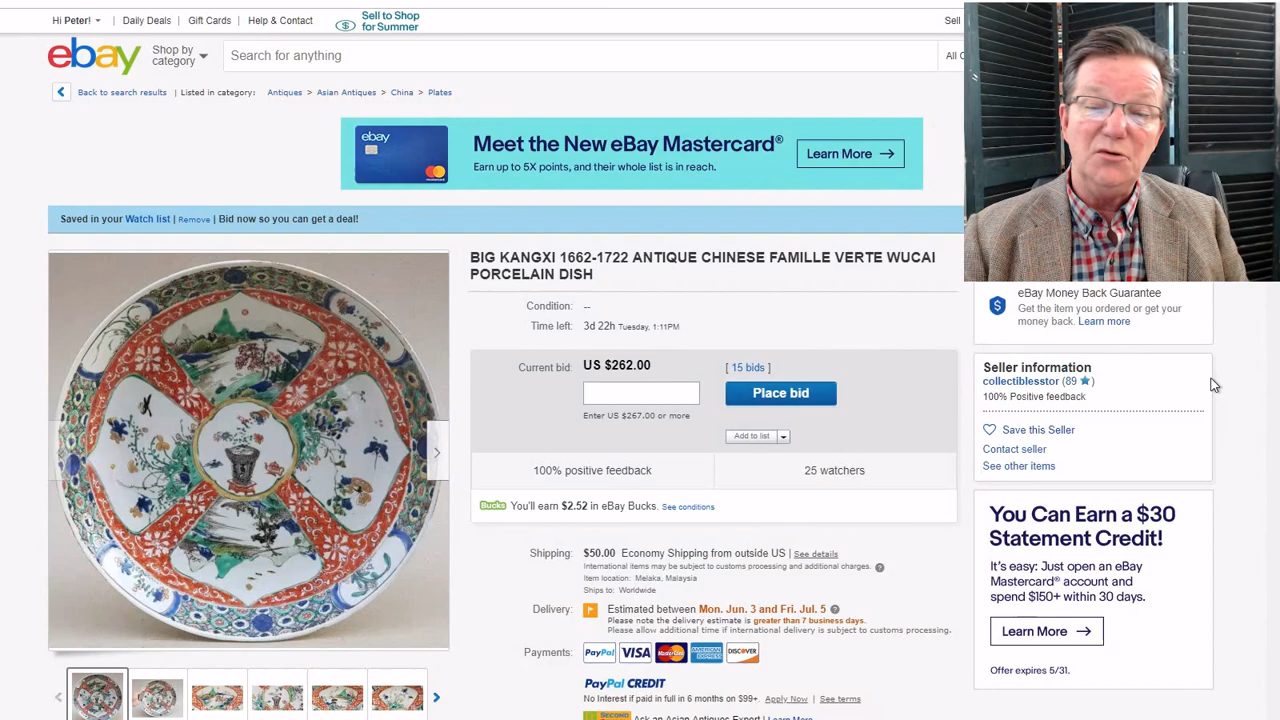 Hi Peter!
Daily Deals
Gift Cards
Help & Contact
Sell to Shop
for Summer
Sell
ebay
Shop by
category
Search for anything
All C
Back to search results
Listed in category:
Antiques > Asian Antiques > China > Plates
ebay
Meet the New eBay Mastercard®
Earn up to 5X points, and their whole list is in reach.
Learn More
Saved in your Watch list | Remove | Bid now so you can get a deal!
BIG KANGXI 1662-1722 ANTIQUE CHINESE FAMILLE VERTE WUCAI
PORCELAIN DISH
Condition: --
Time left: 3d 22h Tuesday, 1:11PM
Current bid: US $262.00 [ 15 bids ]
Place bid
Enter US $267.00 or more
Add to list
100% positive feedback
25 watchers
Bucks You'll earn $2.52 in eBay Bucks. See conditions
Shipping: $50.00 Economy Shipping from outside US | See details
International items may be subject to customs processing and additional charges. ?
Item location: Melaka, Malaysia
Ships to: Worldwide
Delivery: Estimated between Mon. Jun. 3 and Fri. Jul. 5 ?
Please note the delivery estimate is greater than 7 business days.
Please allow additional time if international delivery is subject to customs processing.
Payments: PayPal VISA MasterCard AMERICAN EXPRESS DISCOVER
PayPal CREDIT
No Interest if paid in full in 6 months on $99+. Apply Now | See terms
SECOND Ask an Asian Antiques Expert | Learn More
eBay Money Back Guarantee
Get the item you ordered or get your
money back. Learn more
Seller information
collectiblesstor (89 )
100% Positive feedback
Save this Seller
Contact seller
See other items
You Can Earn a $30
Statement Credit!
It's easy: Just open an eBay
Mastercard® account and
spend $150+ within 30 days.
Learn More
Offer expires 5/31.